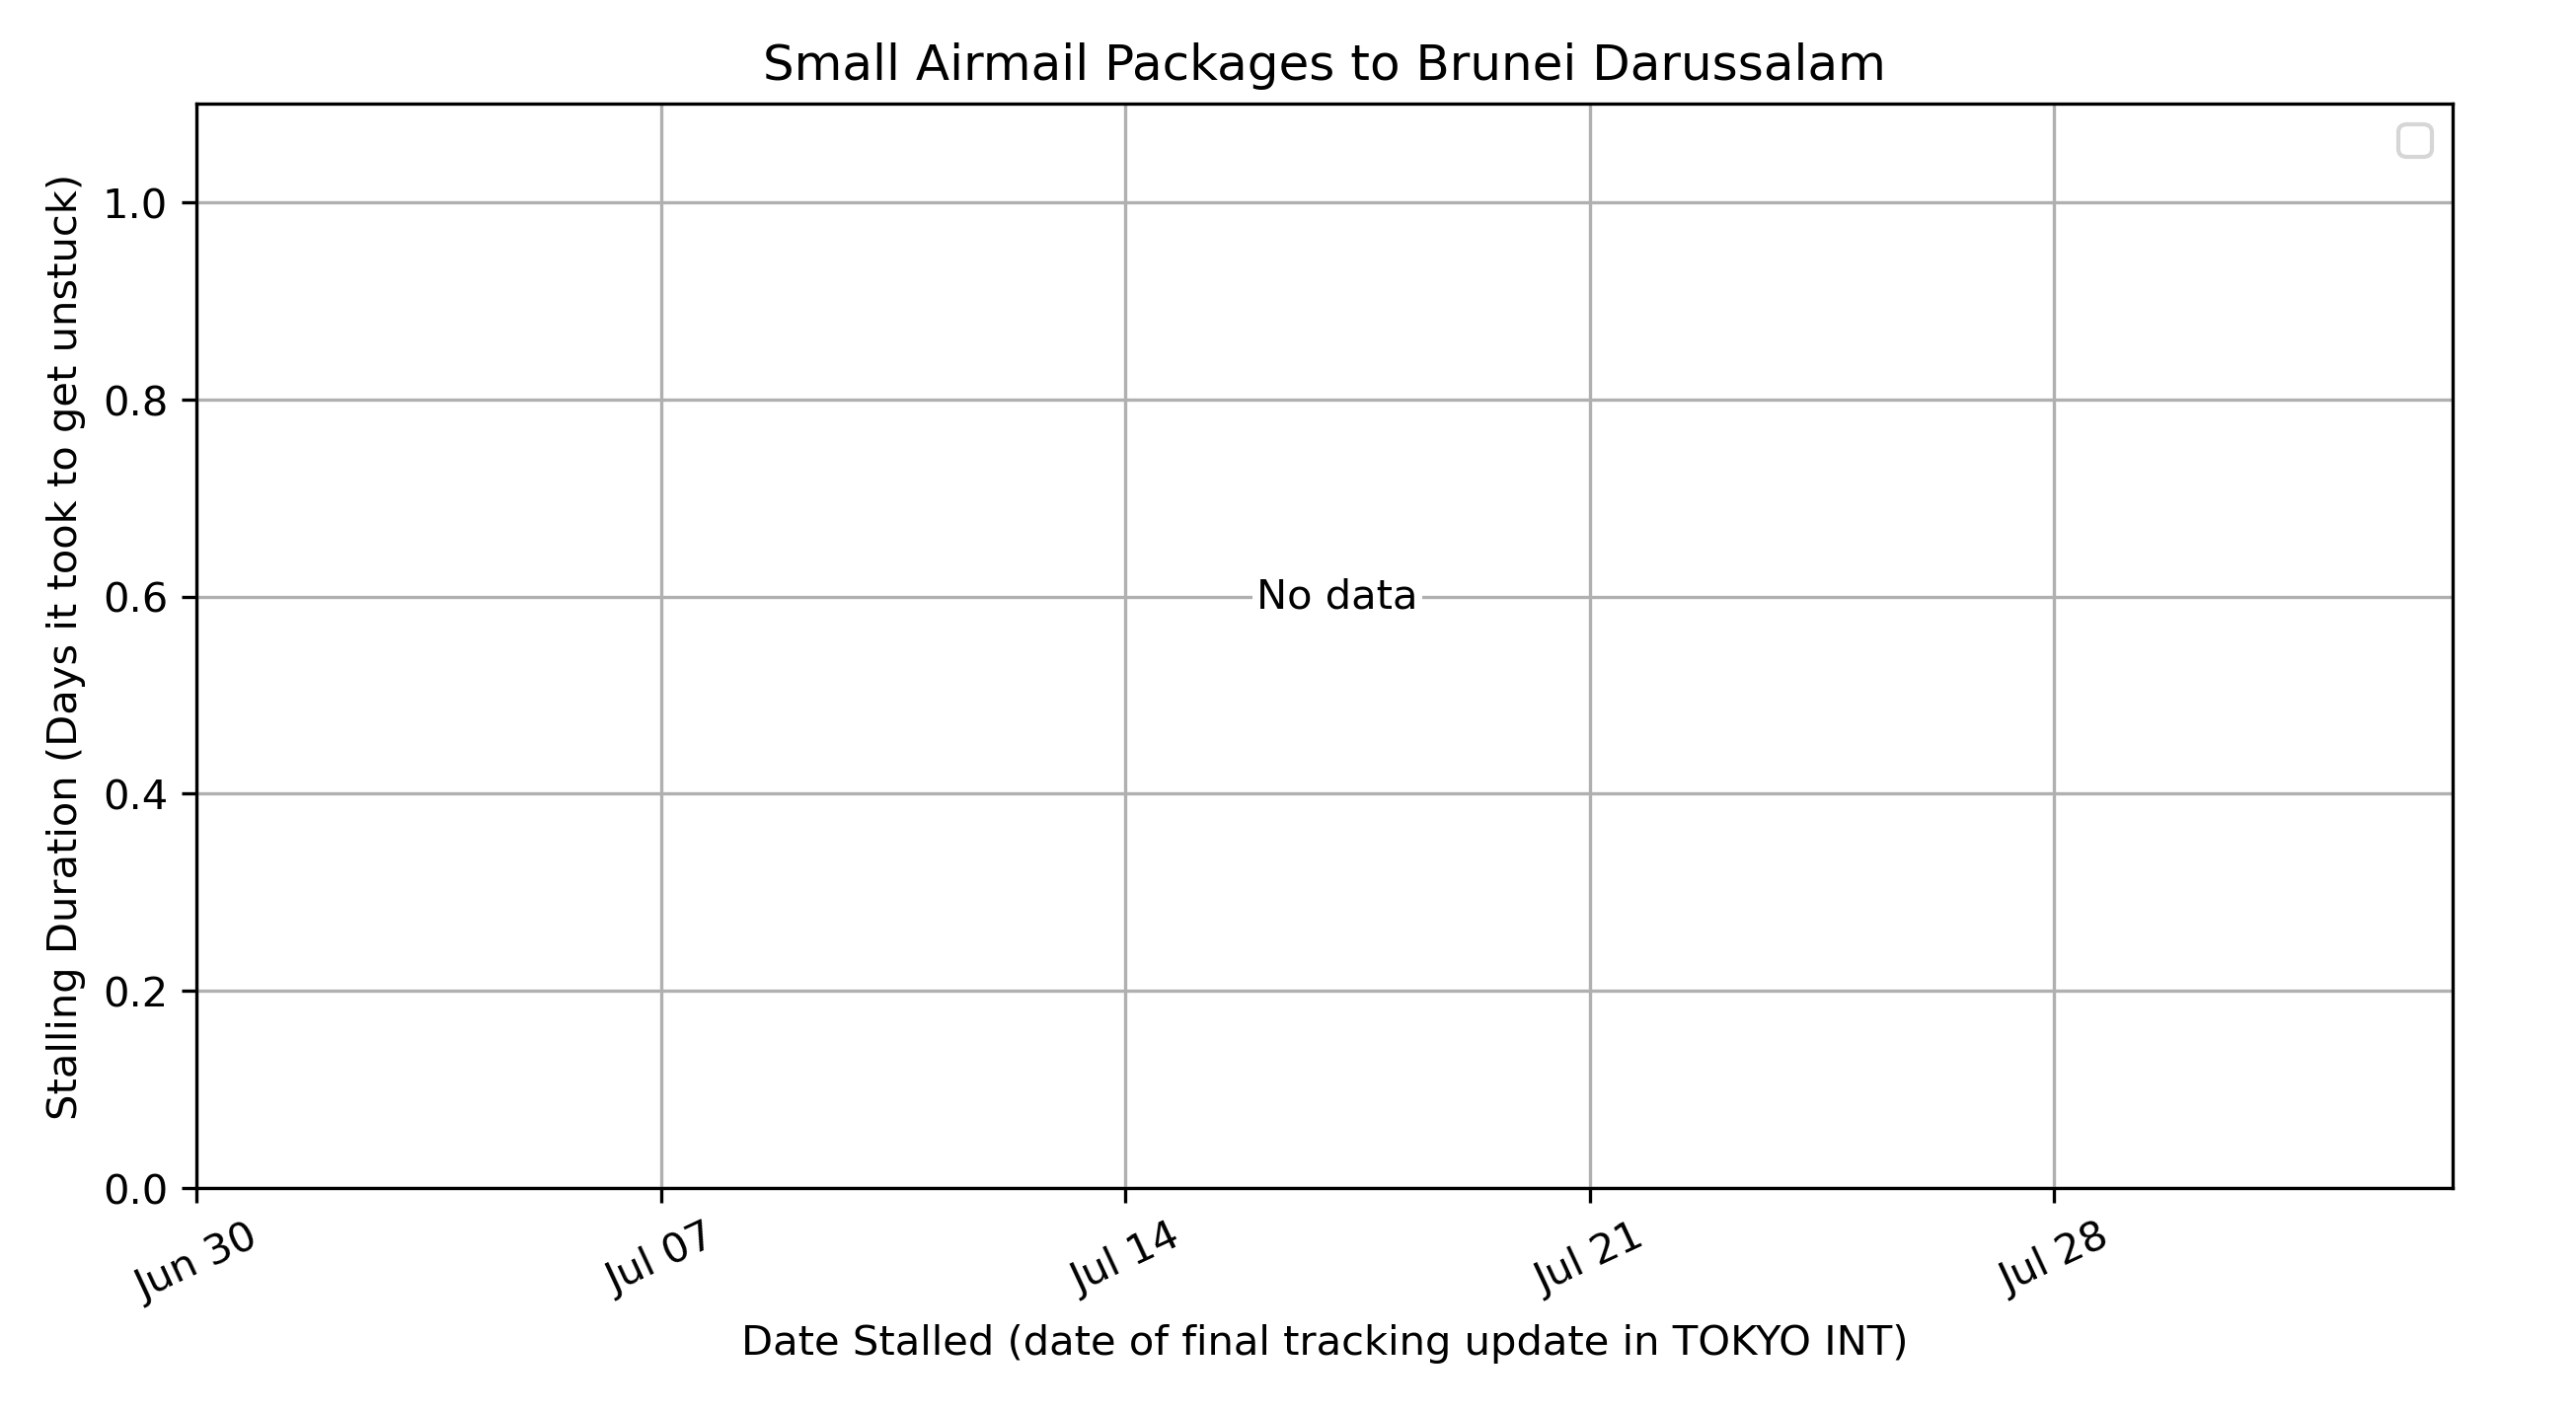 Small Airmail Packages to Brunei Darussalam
Stalling Duration (Days it took to get unstuck)
1.0
0.8
0.6
0.4
0.2
0.0
No data
Jun 30
Jul 07
Jul 14
Jul 21
Jul 28
Date Stalled (date of final tracking update in TOKYO INT)